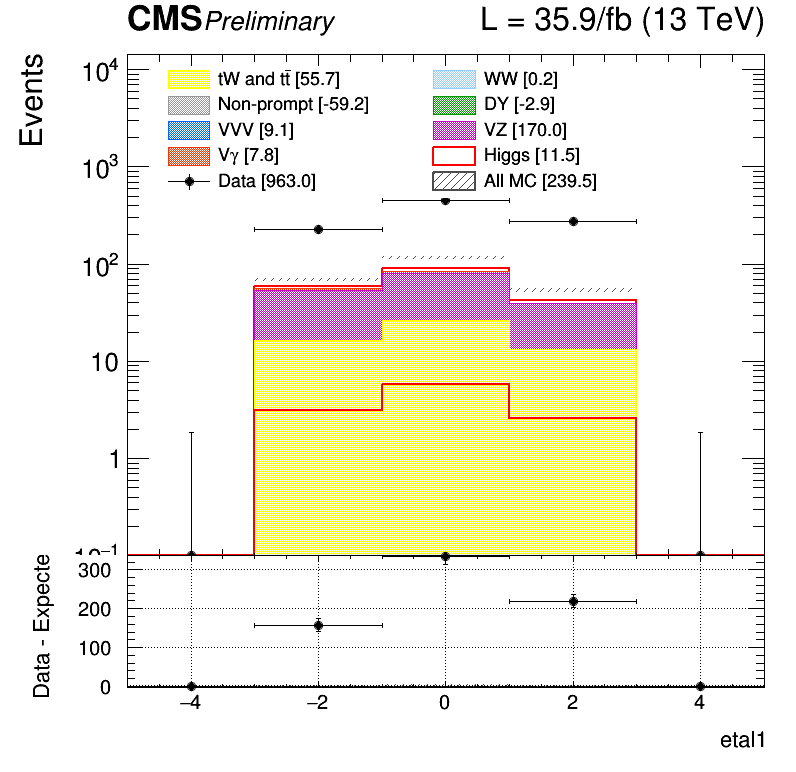 CMS Preliminary L = 35.9/fb (13 TeV)
Events
tW and tt̄ [55.7] WW [0.2]
Non-prompt [-59.2] DY [-2.9]
VVV [9.1] VZ [170.0]
Vγ [7.8] Higgs [11.5]
Data [963.0] All MC [239.5]
10⁴
10³
10²
10
1
10⁻¹
Data - Expecte
300
200
100
0
−4 −2 0 2 4
etal1